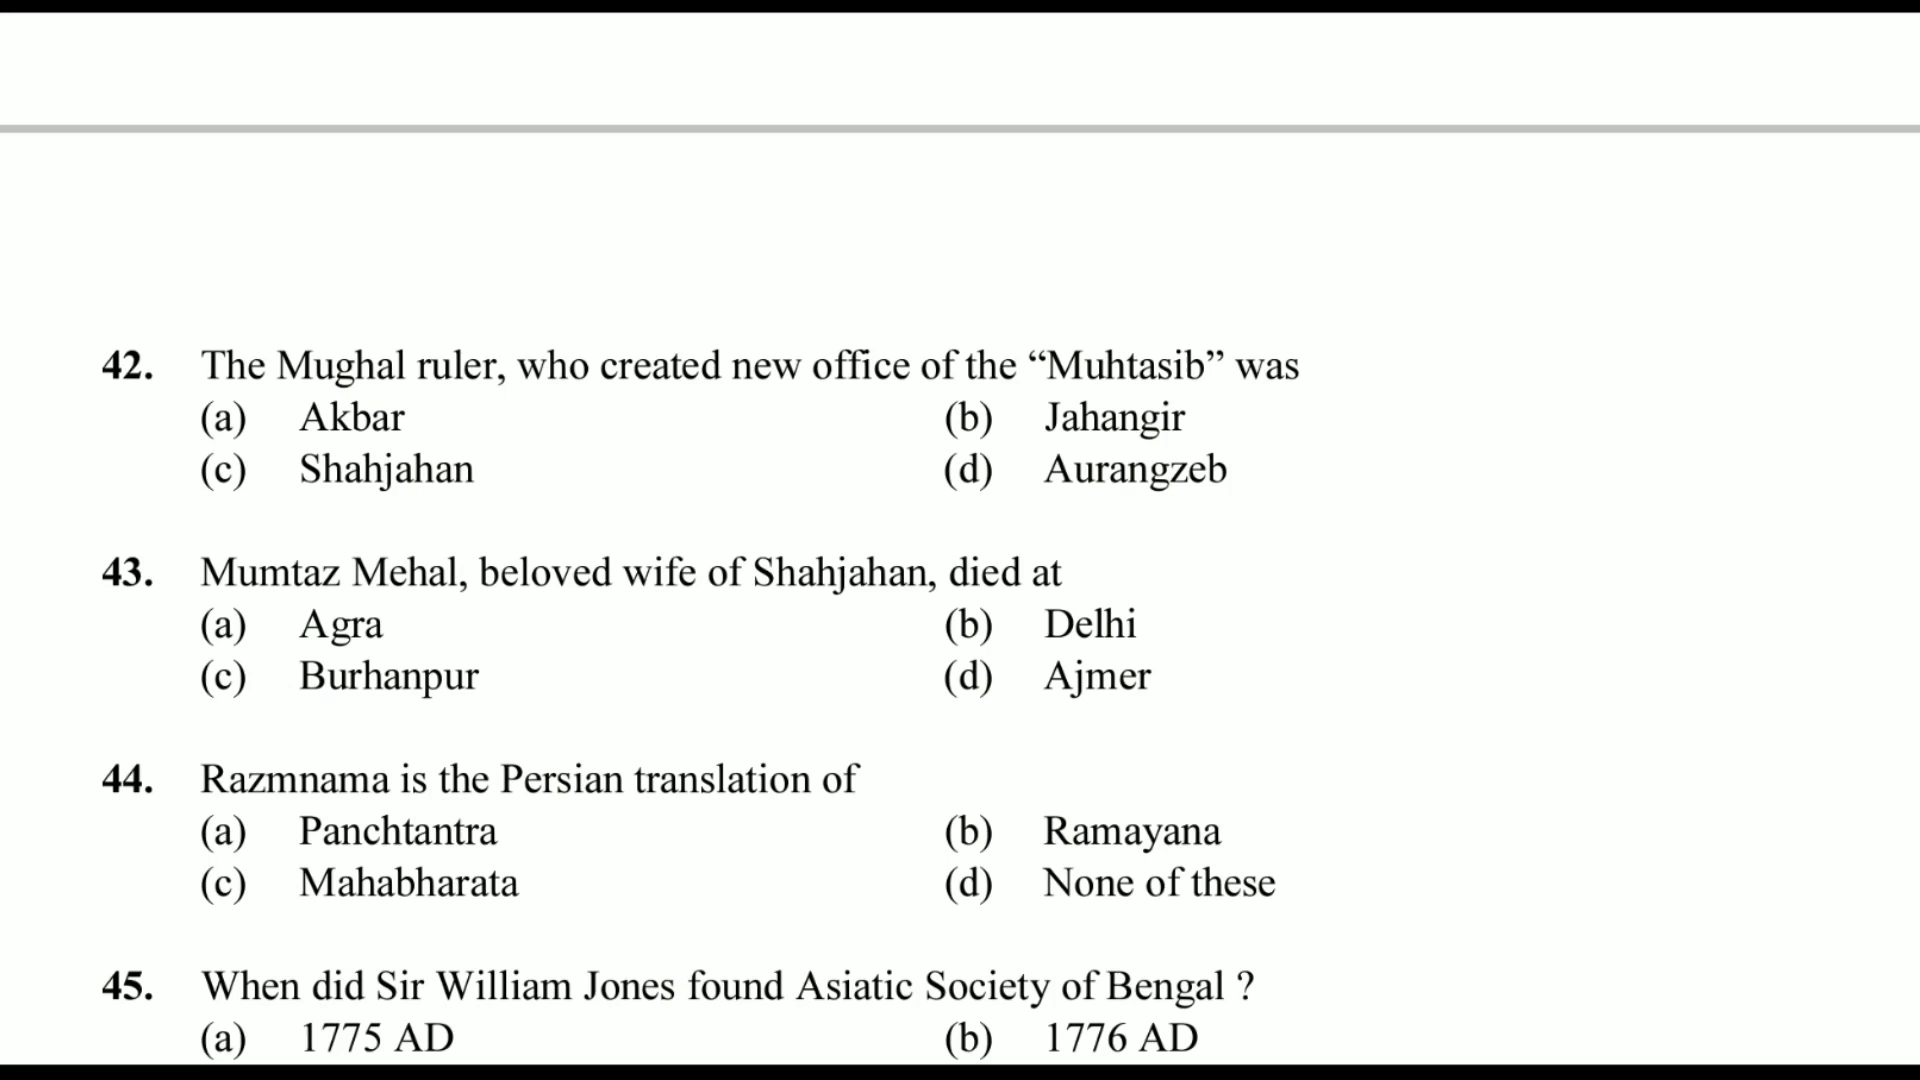 42. The Mughal ruler, who created new office of the “Muhtasib” was
(a) Akbar (b) Jahangir
(c) Shahjahan (d) Aurangzeb
43. Mumtaz Mehal, beloved wife of Shahjahan, died at
(a) Agra (b) Delhi
(c) Burhanpur (d) Ajmer
44. Razmnama is the Persian translation of
(a) Panchtantra (b) Ramayana
(c) Mahabharata (d) None of these
45. When did Sir William Jones found Asiatic Society of Bengal ?
(a) 1775 AD (b) 1776 AD